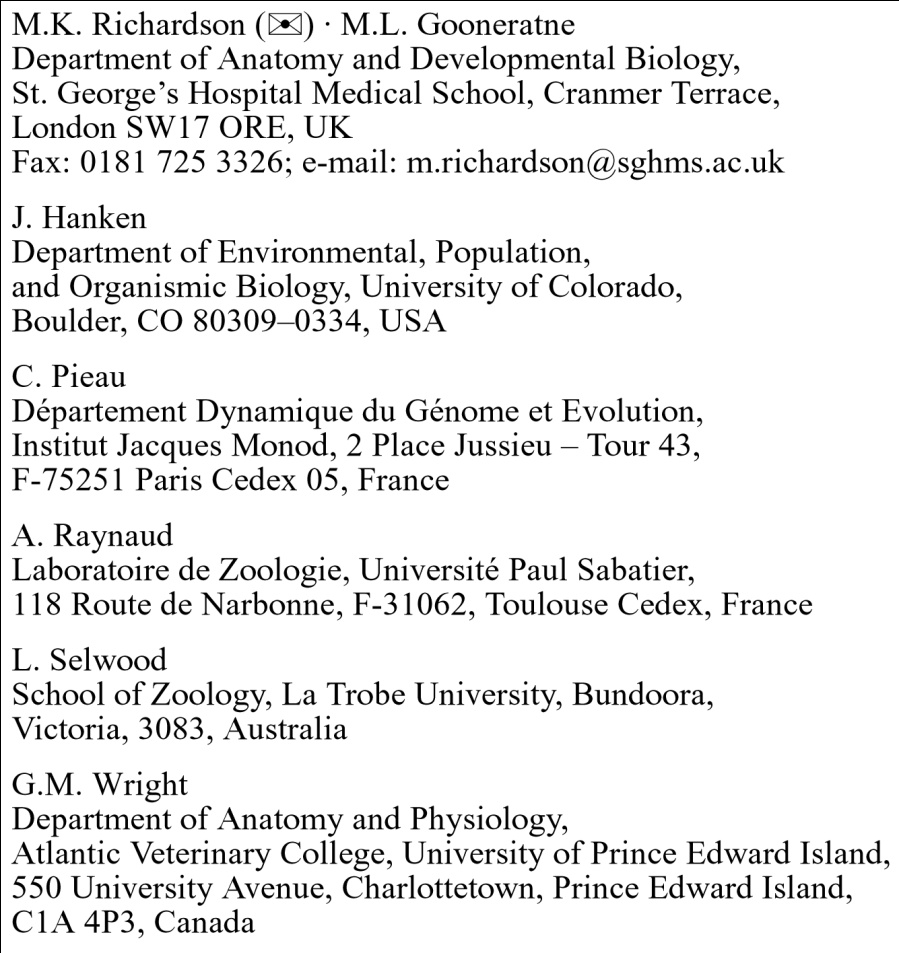 M.K. Richardson (✉) · M.L. Gooneratne
Department of Anatomy and Developmental Biology,
St. George’s Hospital Medical School, Cranmer Terrace,
London SW17 ORE, UK
Fax: 0181 725 3326; e-mail: m.richardson@sghms.ac.uk
J. Hanken
Department of Environmental, Population,
and Organismic Biology, University of Colorado,
Boulder, CO 80309–0334, USA
C. Pieau
Département Dynamique du Génome et Evolution,
Institut Jacques Monod, 2 Place Jussieu – Tour 43,
F-75251 Paris Cedex 05, France
A. Raynaud
Laboratoire de Zoologie, Université Paul Sabatier,
118 Route de Narbonne, F-31062, Toulouse Cedex, France
L. Selwood
School of Zoology, La Trobe University, Bundoora,
Victoria, 3083, Australia
G.M. Wright
Department of Anatomy and Physiology,
Atlantic Veterinary College, University of Prince Edward Island,
550 University Avenue, Charlottetown, Prince Edward Island,
C1A 4P3, Canada